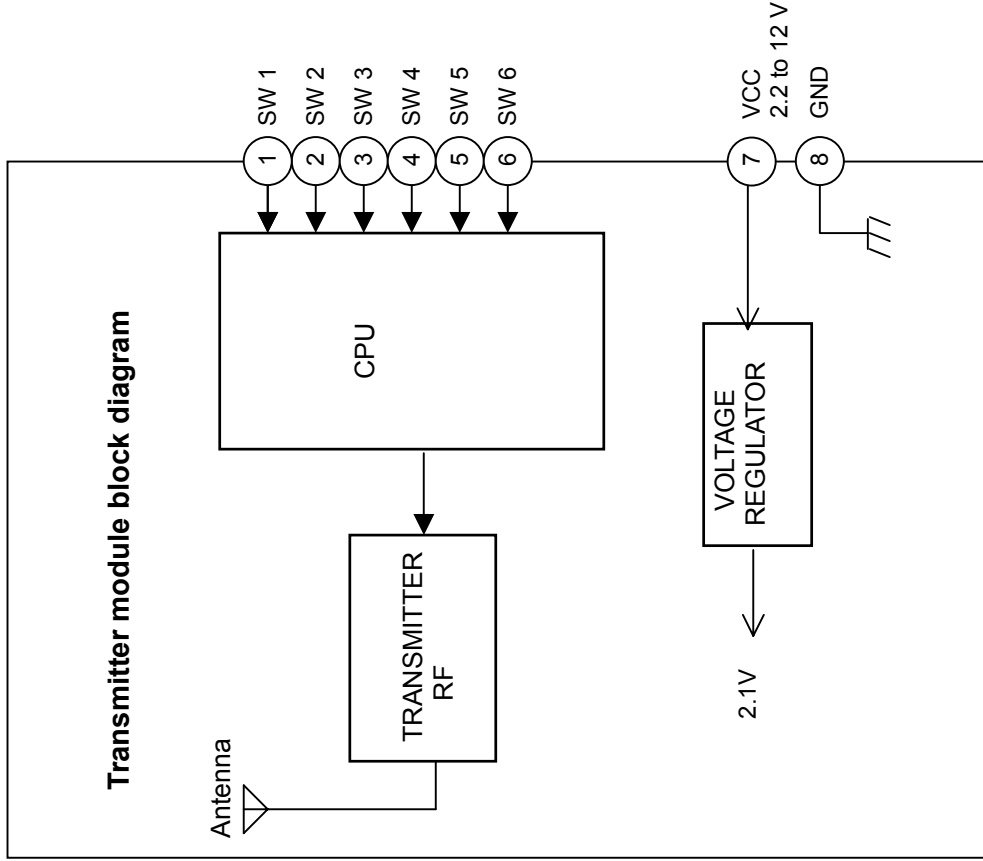 Transmitter module block diagram
Antenna
TRANSMITTER
RF
CPU
1
SW 1
2
SW 2
3
SW 3
4
SW 4
5
SW 5
6
SW 6
2.1V
VOLTAGE
REGULATOR
7
VCC
2.2 to 12 V
8
GND